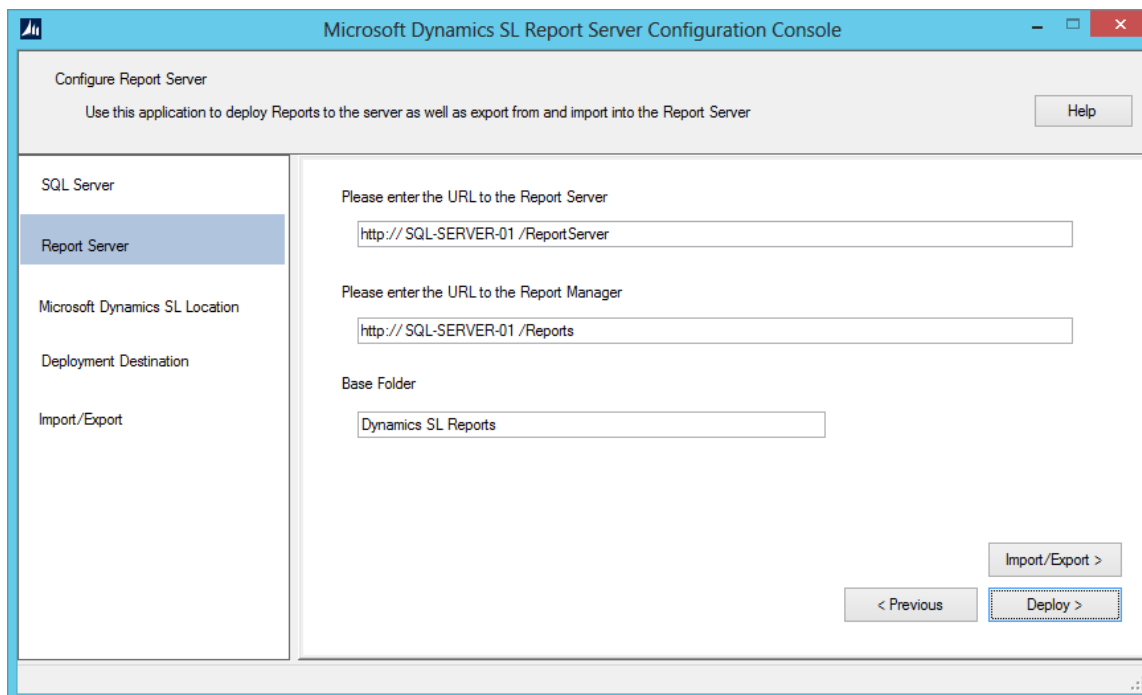 Microsoft Dynamics SL Report Server Configuration Console
Configure Report Server
Use this application to deploy Reports to the server as well as export from and import into the Report Server
Help
SQL Server
Report Server
Microsoft Dynamics SL Location
Deployment Destination
Import/Export
Please enter the URL to the Report Server
http:// SQL-SERVER-01 /ReportServer
Please enter the URL to the Report Manager
http:// SQL-SERVER-01 /Reports
Base Folder
Dynamics SL Reports
Import/Export >
< Previous
Deploy >